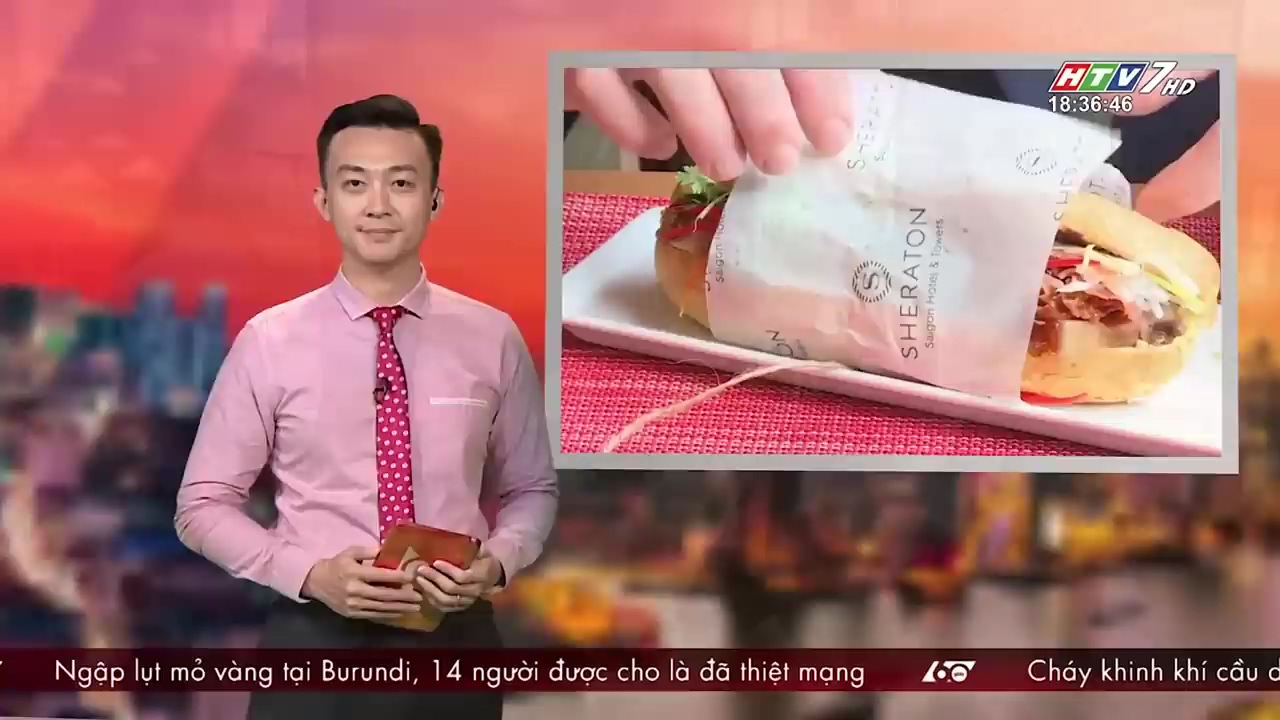 HTV7 HD
18:36:46
SHERATON
Saigon Hotel & Towers
S
Ngập lụt mỏ vàng tại Burundi, 14 người được cho là đã thiệt mạng
60
Cháy khinh khí cầu